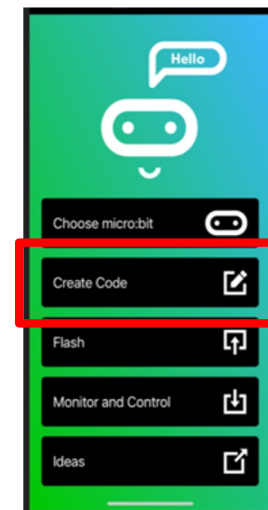 Hello
Choose micro:bit
Create Code
Flash
Monitor and Control
Ideas